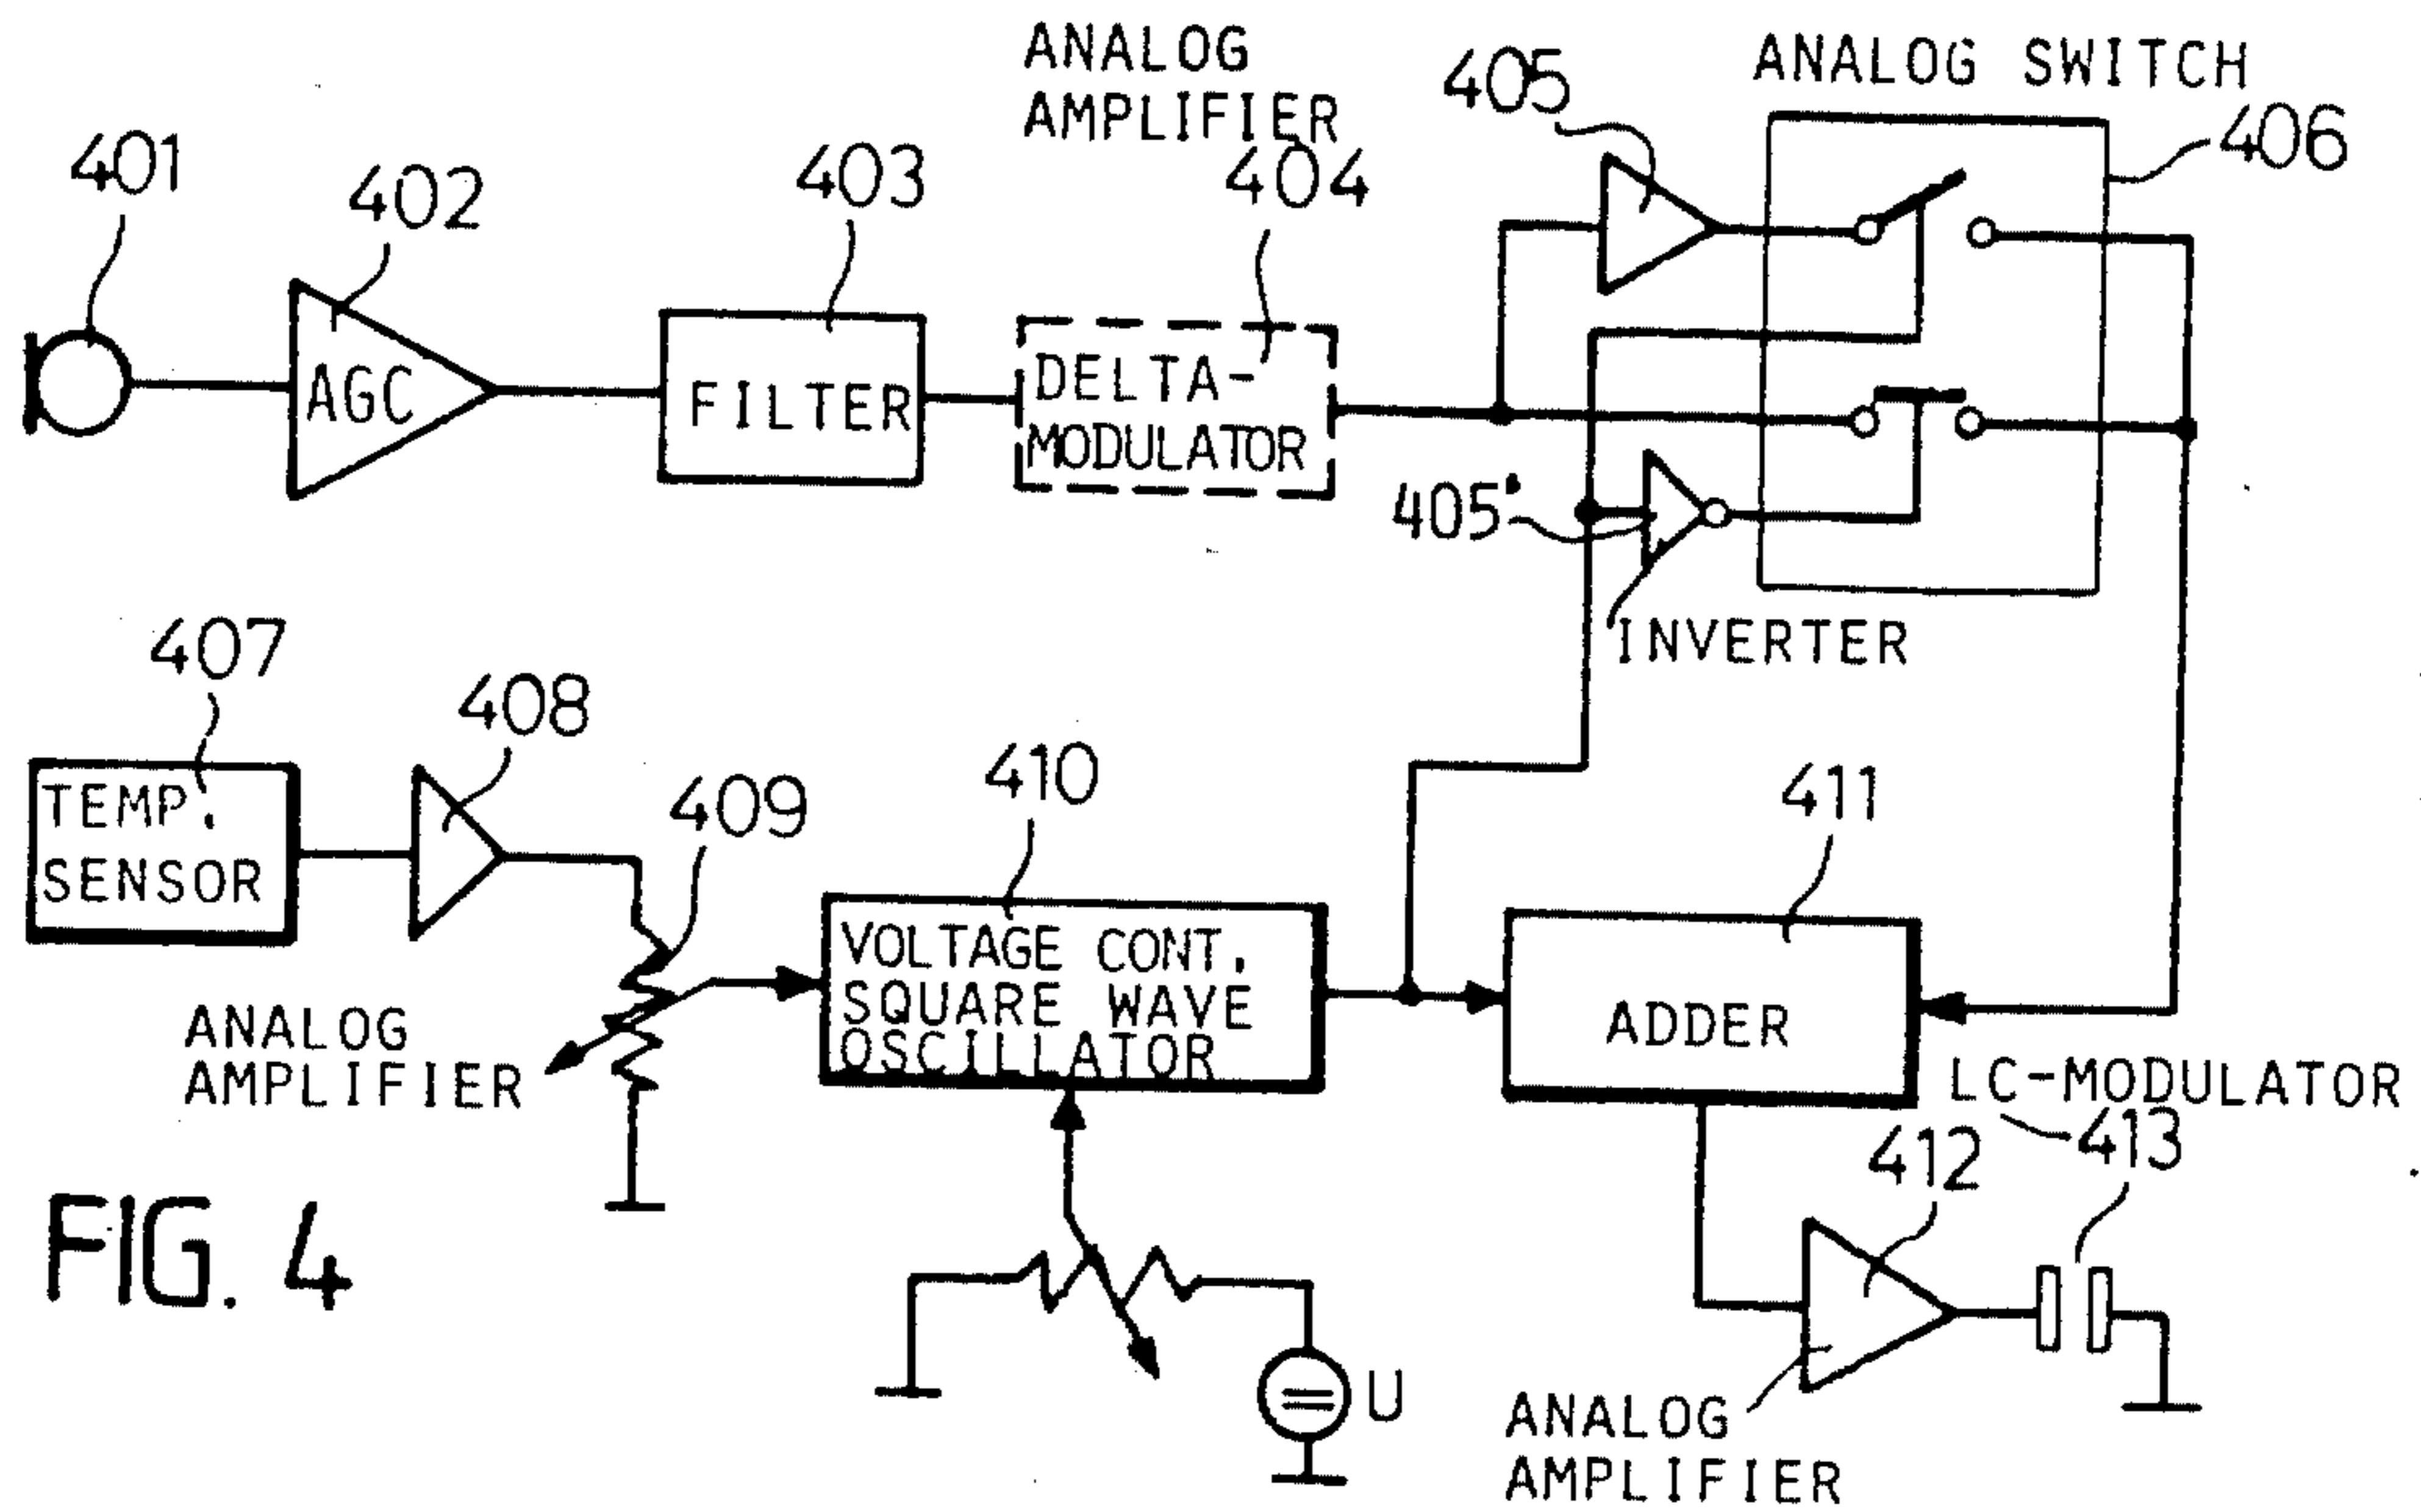 ANALOG
AMPLIFIER
404
405
ANALOG SWITCH
406
401
402
403
AGC
FILTER
DELTA-
MODULATOR
405'
INVERTER
407
408
409
410
411
TEMP.
SENSOR
VOLTAGE CONT.
SQUARE WAVE
OSCILLATOR
ADDER
ANALOG
AMPLIFIER
LC-MODULATOR
413
412
FIG. 4
U
ANALOG
AMPLIFIER